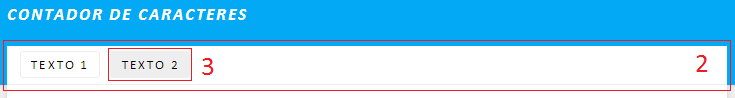 CONTADOR DE CARACTERES
TEXTO 1 TEXTO 2 3 2